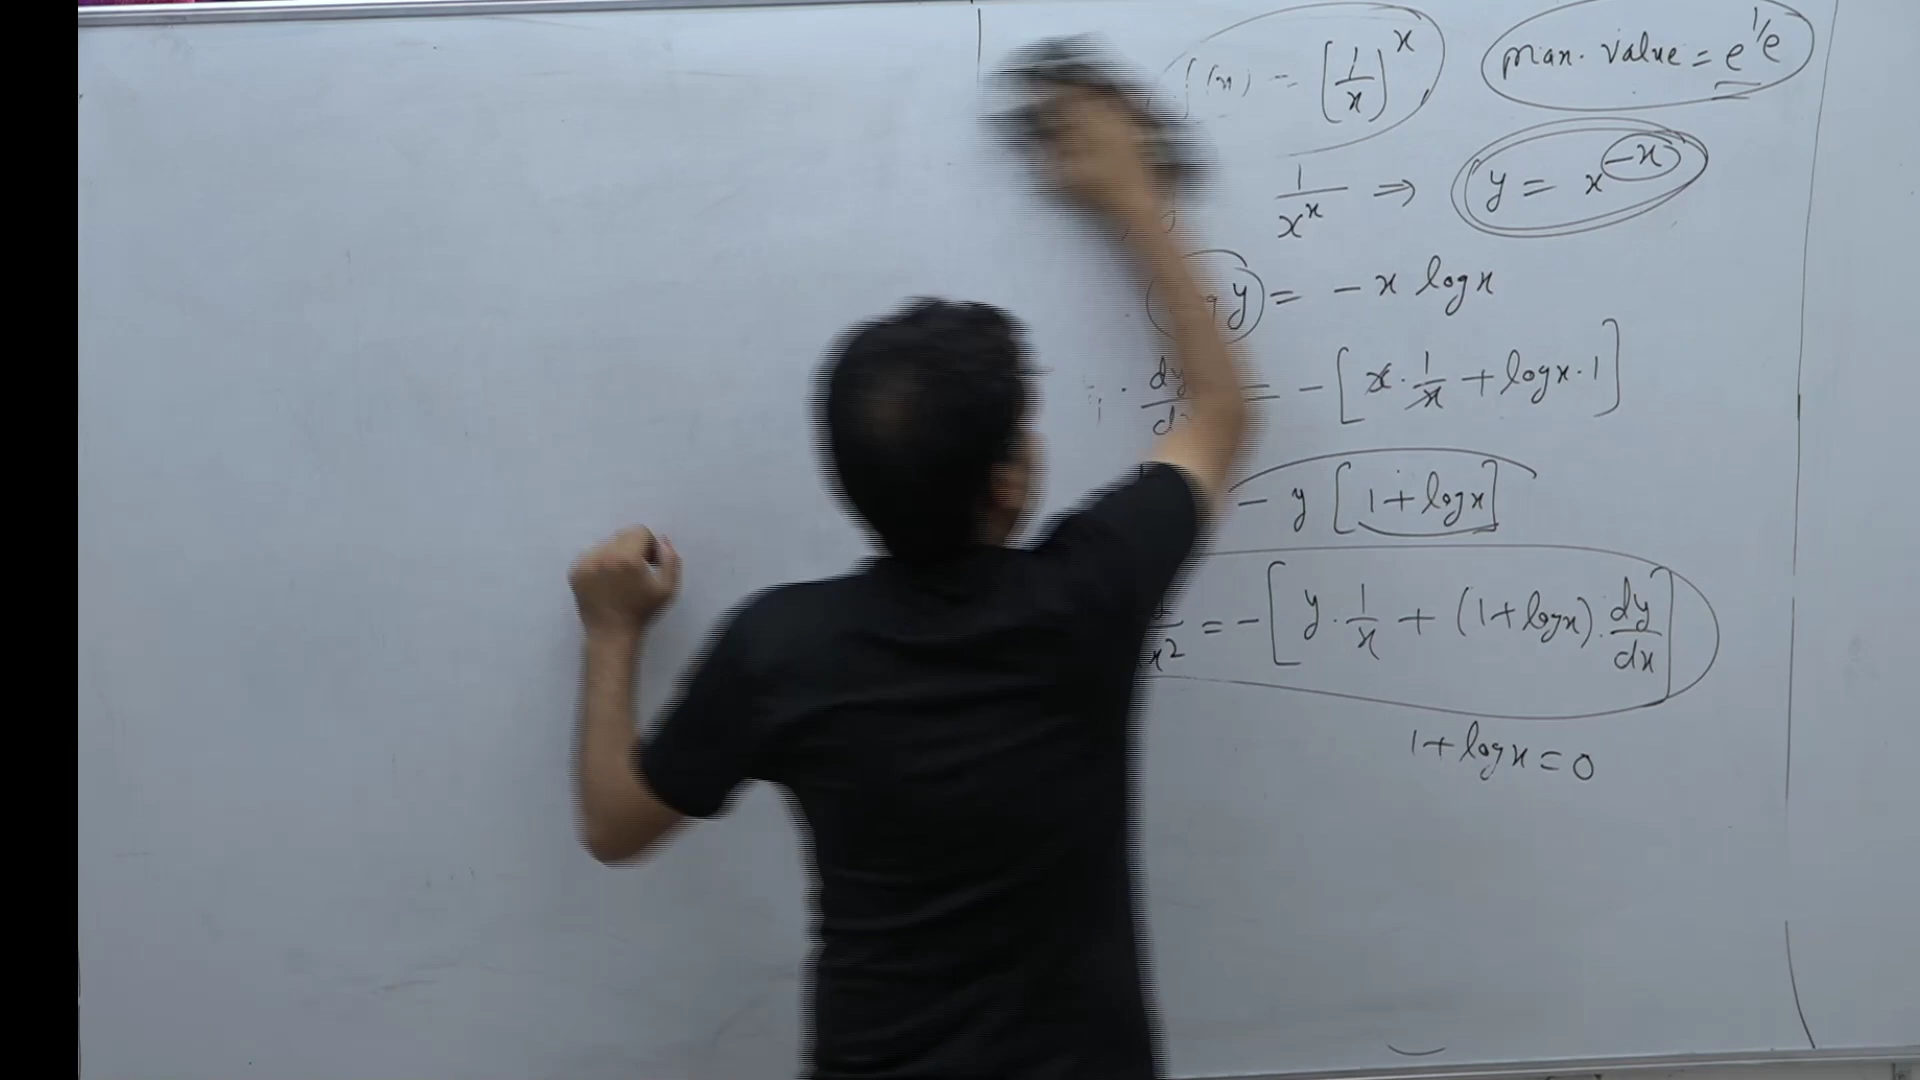 f(x) = (1/x)^x
max. value = e^1/e
1/x^x ⇒ y = x^-x
g y = - x log x
dy/d = - [x · 1/x + log x · 1]
- y [1 + log x]
x² = - [y · 1/x + (1 + log x) · dy/dx]
1 + log x = 0